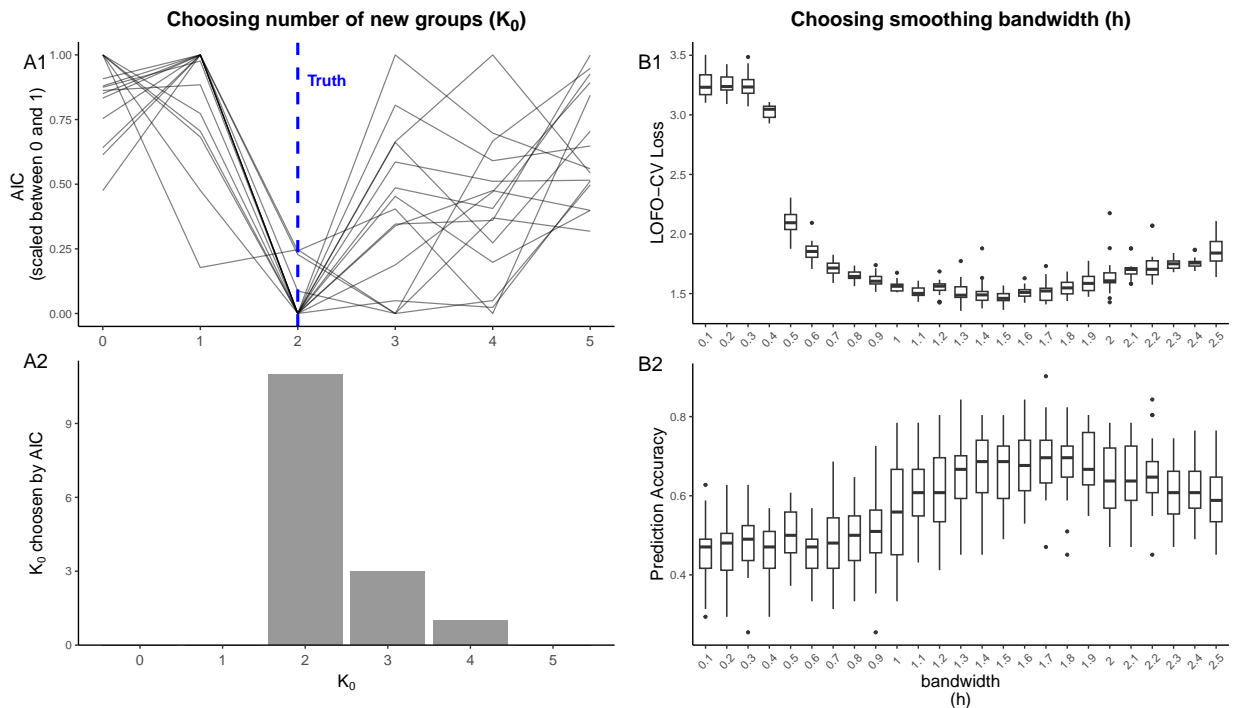 Choosing number of new groups (K0)
A1
AIC
(scaled between 0 and 1)
1.00
0.75
0.50
0.25
0.00
Truth
0 1 2 3 4 5
A2
K0 choosen by AIC
9
6
3
0
0 1 2 3 4 5
K0
Choosing smoothing bandwidth (h)
B1
LOFO−CV Loss
3.5
3.0
2.5
2.0
1.5
0.1 0.2 0.3 0.4 0.5 0.6 0.7 0.8 0.9 1 1.1 1.2 1.3 1.4 1.5 1.6 1.7 1.8 1.9 2 2.1 2.2 2.3 2.4 2.5
B2
Prediction Accuracy
0.8
0.6
0.4
0.1 0.2 0.3 0.4 0.5 0.6 0.7 0.8 0.9 1 1.1 1.2 1.3 1.4 1.5 1.6 1.7 1.8 1.9 2 2.1 2.2 2.3 2.4 2.5
bandwidth
(h)